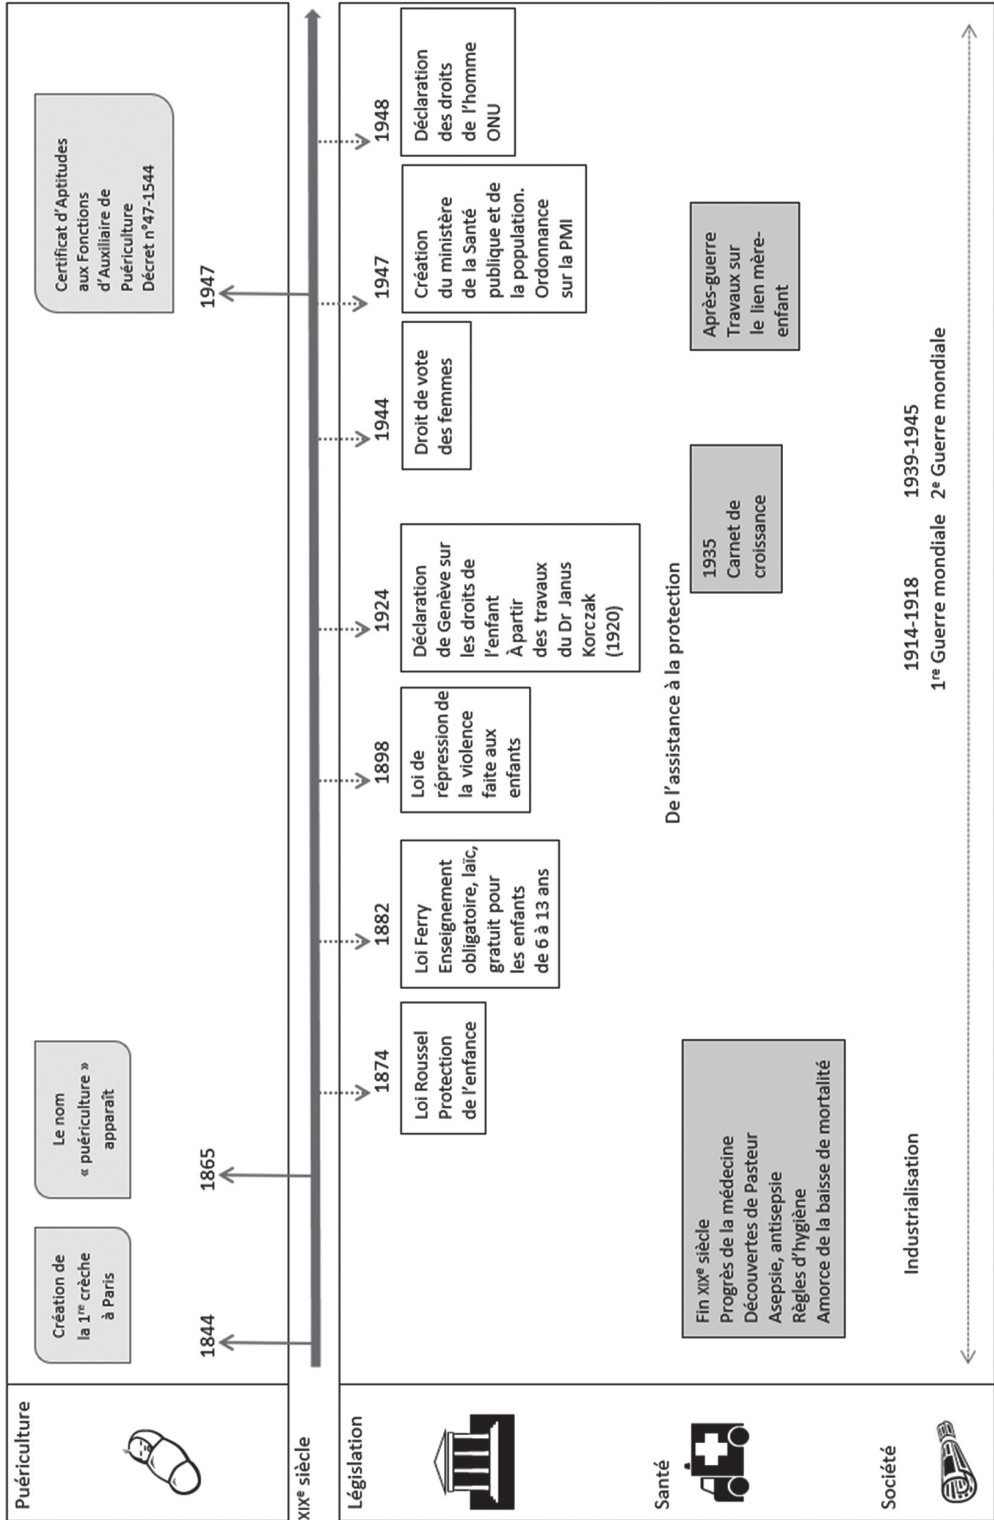 Puériculture
Création de
la 1re crèche
à Paris
1844
Le nom
« puériculture »
apparaît
1865
Certificat d'Aptitudes
aux Fonctions
d'Auxiliaire de
Puériculture
Décret n°47-1544
1947
XIXe siècle
Législation
1874
Loi Roussel
Protection
de l'enfance
1882
Loi Ferry
Enseignement
obligatoire, laïc,
gratuit pour
les enfants
de 6 à 13 ans
1898
Loi de
répression de
la violence
faite aux
enfants
1924
Déclaration
de Genève sur
les droits de
l'enfant
À partir
des travaux
du Dr Janus
Korczak
(1920)
1944
Droit de vote
des femmes
1947
Création
du ministère
de la Santé
publique et de
la population.
Ordonnance
sur la PMI
1948
Déclaration
des droits
de l'homme
ONU
Santé
De l'assistance à la protection
Fin XIXe siècle
Progrès de la médecine
Découvertes de Pasteur
Asepsie, antisepsie
Règles d'hygiène
Amorce de la baisse de mortalité
1935
Carnet de
croissance
Après-guerre
Travaux sur
le lien mère-
enfant
Société
Industrialisation
1914-1918
1re Guerre mondiale
1939-1945
2e Guerre mondiale